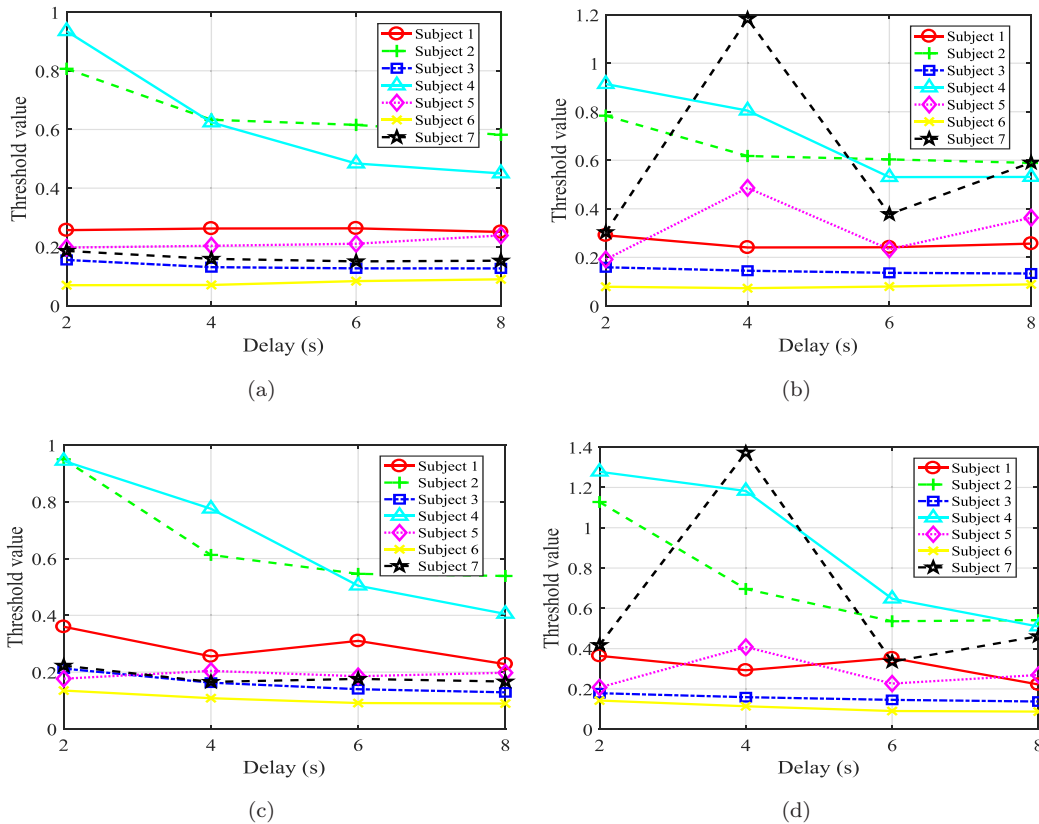 1
0.8
0.6
0.4
0.2
0
2
4
6
8
Threshold value
Delay (s)
Subject 1
Subject 2
Subject 3
Subject 4
Subject 5
Subject 6
Subject 7
(a)
1.2
1
0.8
0.6
0.4
0.2
0
2
4
6
8
Threshold value
Delay (s)
Subject 1
Subject 2
Subject 3
Subject 4
Subject 5
Subject 6
Subject 7
(b)
1
0.8
0.6
0.4
0.2
0
2
4
6
8
Threshold value
Delay (s)
Subject 1
Subject 2
Subject 3
Subject 4
Subject 5
Subject 6
Subject 7
(c)
1.4
1.2
1
0.8
0.6
0.4
0.2
0
2
4
6
8
Threshold value
Delay (s)
Subject 1
Subject 2
Subject 3
Subject 4
Subject 5
Subject 6
Subject 7
(d)